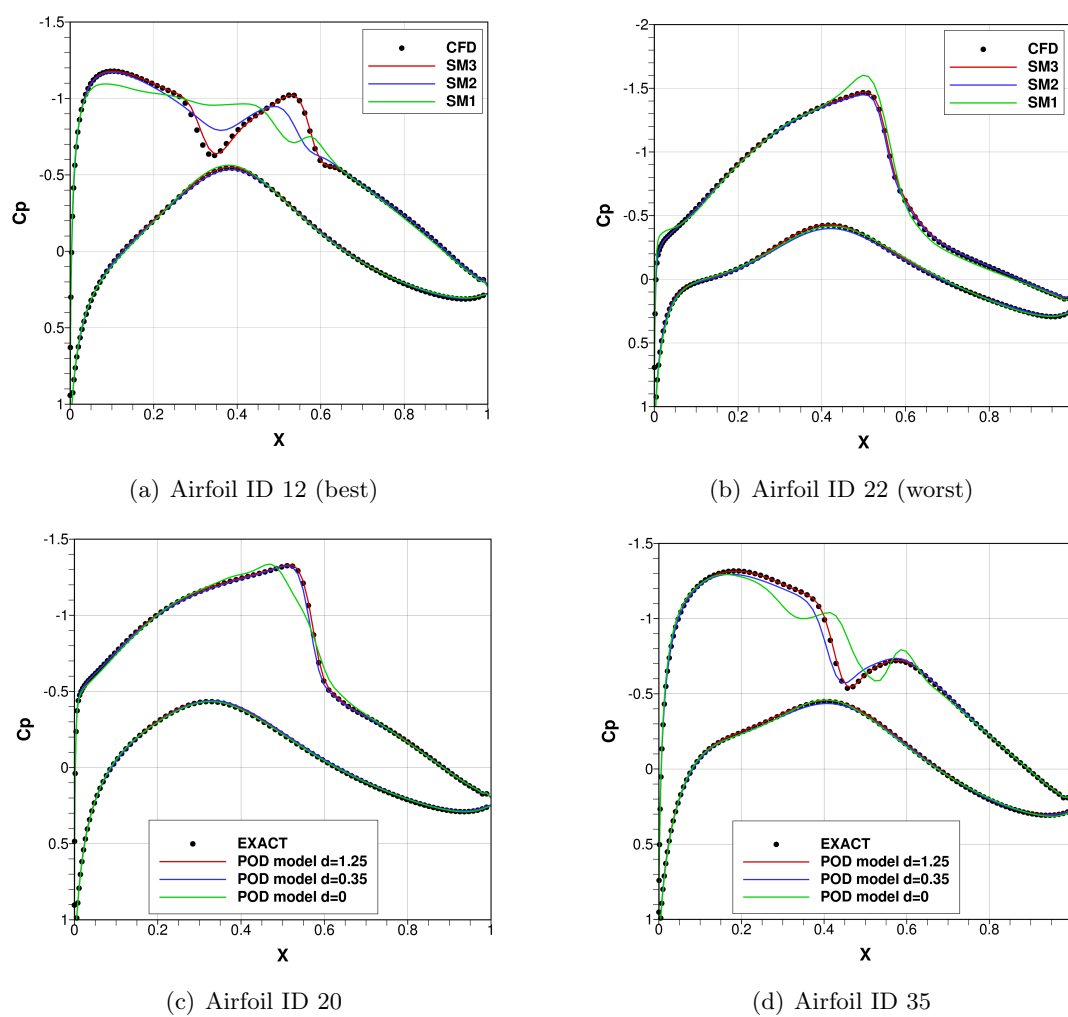 -1.5
CFD
SM3
SM2
SM1
-1
-0.5
Cp
0
0.5
1
0 0.2 0.4 0.6 0.8 1
X
(a) Airfoil ID 12 (best)
-2
CFD
SM3
SM2
SM1
-1.5
-1
-0.5
Cp
0
0.5
1
0 0.2 0.4 0.6 0.8
X
(b) Airfoil ID 22 (worst)
-1.5
-1
-0.5
Cp
0
0.5
1
EXACT
POD model d=1.25
POD model d=0.35
POD model d=0
0 0.2 0.4 0.6 0.8 1
X
(c) Airfoil ID 20
-1.5
-1
-0.5
Cp
0
0.5
1
EXACT
POD model d=1.25
POD model d=0.35
POD model d=0
0.2 0.4 0.6 0.8
X
(d) Airfoil ID 35